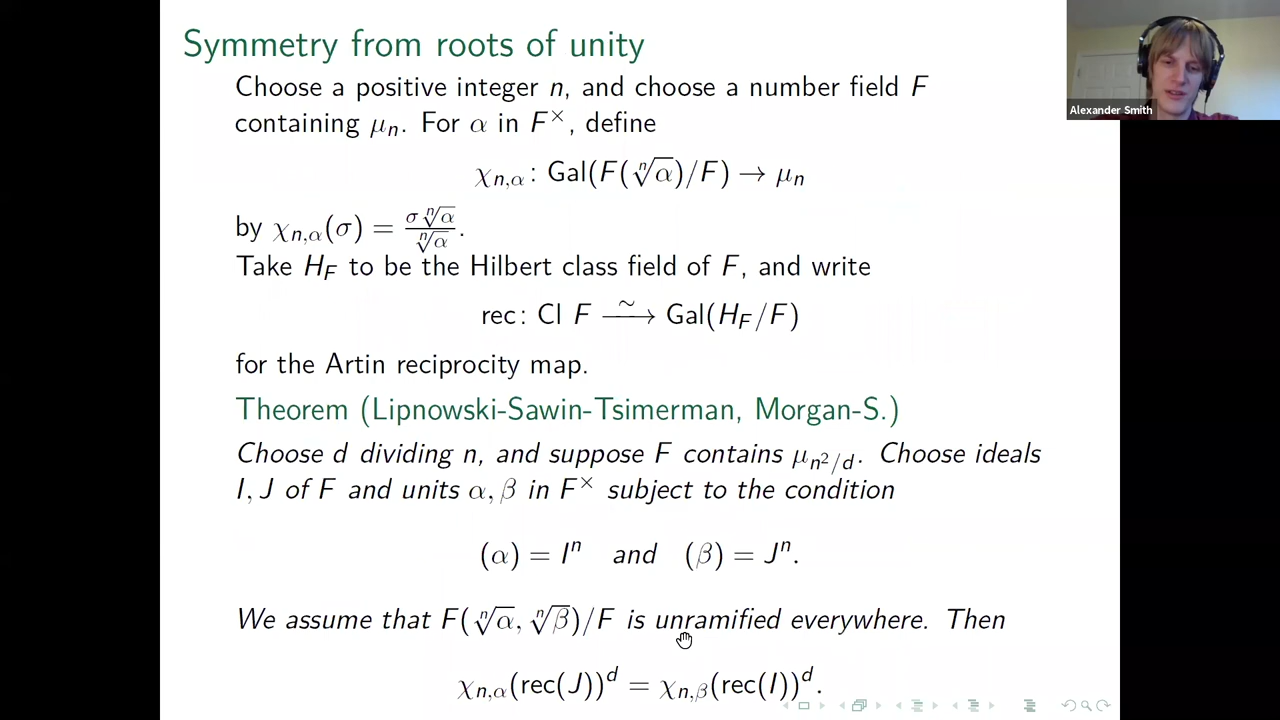 Symmetry from roots of unity
Choose a positive integer n, and choose a number field F
containing μₙ. For α in F^×, define
χ_{n,α} : Gal(F(ⁿ√α)/F) → μₙ
by χ_{n,α}(σ) = σ ⁿ√α / ⁿ√α.
Take H_F to be the Hilbert class field of F, and write
rec: Cl F ⥲ Gal(H_F/F)
for the Artin reciprocity map.
Theorem (Lipnowski-Sawin-Tsimerman, Morgan-S.)
Choose d dividing n, and suppose F contains μ_{n²/d}. Choose ideals
I, J of F and units α, β in F^× subject to the condition
(α) = Iⁿ and (β) = Jⁿ.
We assume that F(ⁿ√α, ⁿ√β)/F is unramified everywhere. Then
χ_{n,α}(rec(J))^d = χ_{n,β}(rec(I))^d.
Alexander Smith